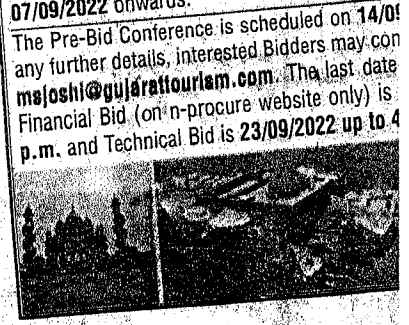 07/09/2022 onwards.
The Pre-Bid Conference is scheduled on 14/09
any further details, interested Bidders may con
msjoshi@gujarattourism.com. The last date
Financial Bid (on n-procure website only) is
p.m. and Technical Bid is 23/09/2022 up to 4